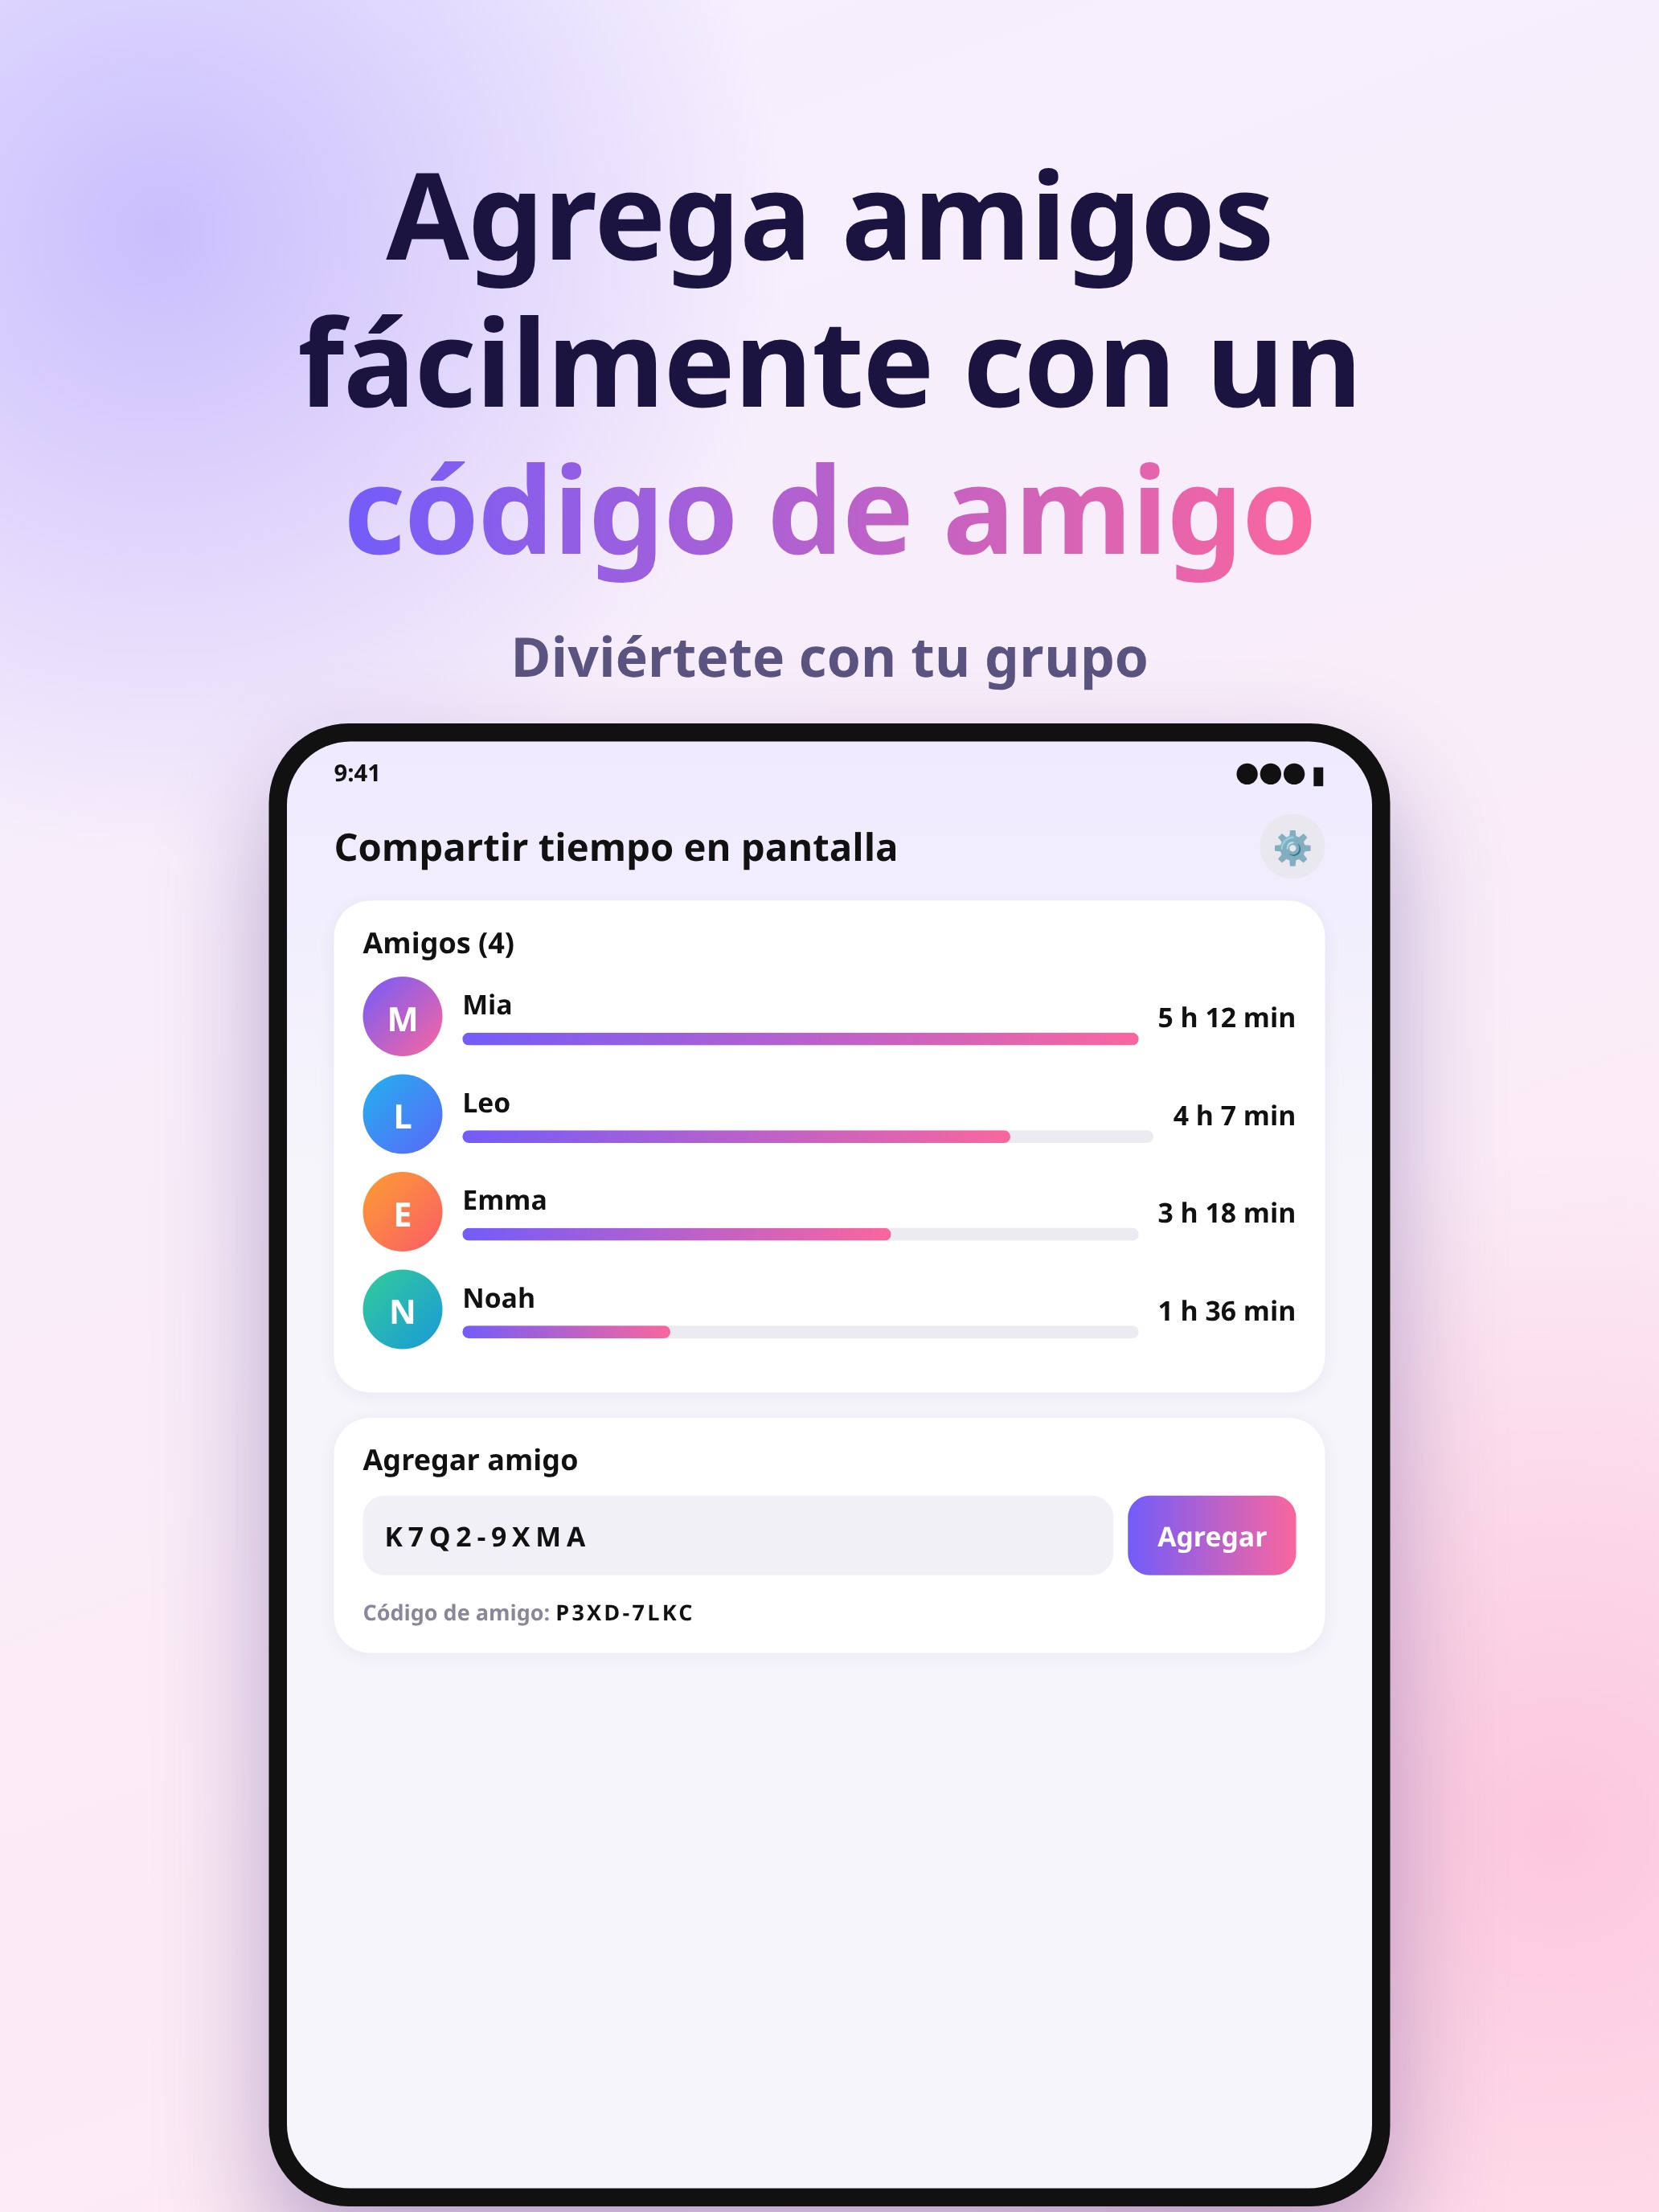 Agrega amigos
fácilmente con un
código de amigo
Diviértete con tu grupo
9:41
Compartir tiempo en pantalla
Amigos (4)
M
Mia
5 h 12 min
L
Leo
4 h 7 min
E
Emma
3 h 18 min
N
Noah
1 h 36 min
Agregar amigo
K7Q2-9XMA
Agregar
Código de amigo: P3XD-7LKC